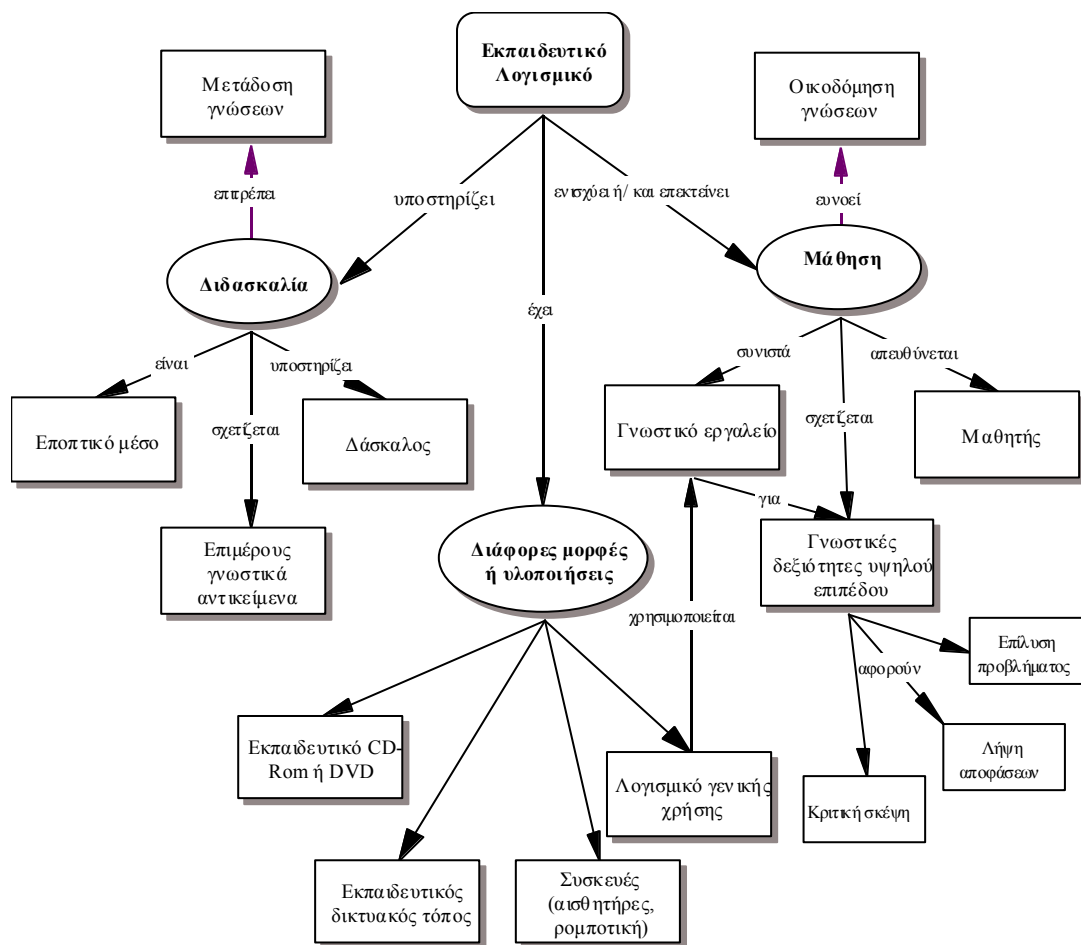 Εκπαιδευτικό
Λογισμικό
Μετάδοση
γνώσεων
Οικοδόμηση
γνώσεων
επιτρέπει
υποστηρίζει
ενισχύει ή/ και επεκτείνει
ευνοεί
Διδασκαλία
Μάθηση
έχει
είναι
υποστηρίζει
συνιστά
απευθύνεται
σχετίζεται
σχετίζεται
Εποπτικό μέσο
Δάσκαλος
Γνωστικό εργαλείο
Μαθητής
για
Επιμέρους
γνωστικά
αντικείμενα
Διάφορες μορφές
ή υλοποιήσεις
Γνωστικές
δεξιότητες υψηλού
επιπέδου
χρησιμοποιείται
αφορούν
Επίλυση
προβλήματος
Λήψη
αποφάσεων
Κριτική σκέψη
Εκπαιδευτικό CD-
Rom ή DVD
Λογισμικό γενικής
χρήσης
Εκπαιδευτικός
δικτυακός τόπος
Συσκευές
(αισθητήρες,
ρομποτική)